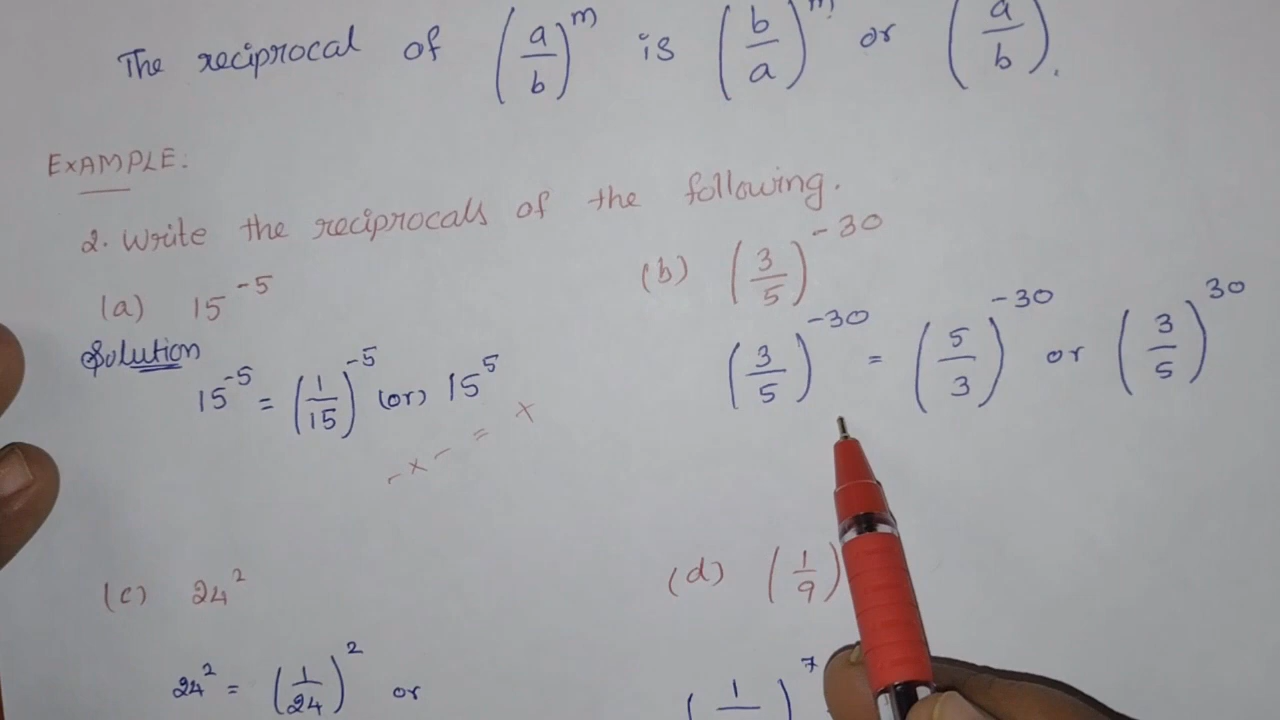 The reciprocal of (a/b)^m is (b/a)^m or (a/b).
EXAMPLE:
2. Write the reciprocals of the following.
(a) 15^-5 (b) (3/5)^-30
Solution
15^-5 = (1/15)^-5 (or) 15^5 (3/5)^-30 = (5/3)^-30 or (3/5)^30
- x - = x
(c) 24^2 (d) (1/9)
24^2 = (1/24)^2 or (1/ )^7